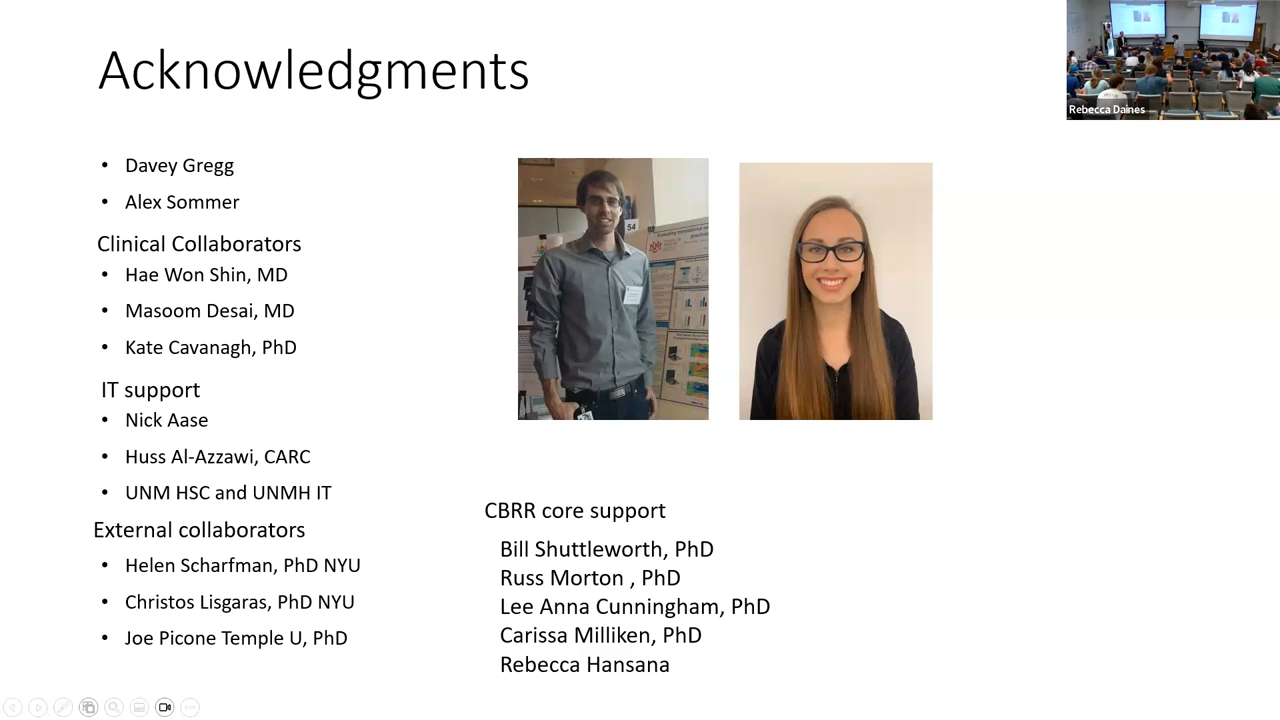 Acknowledgments
Rebecca Daines
Davey Gregg
Alex Sommer
Clinical Collaborators
Hae Won Shin, MD
Masoom Desai, MD
Kate Cavanagh, PhD
IT support
Nick Aase
Huss Al-Azzawi, CARC
UNM HSC and UNMH IT
External collaborators
Helen Scharfman, PhD NYU
Christos Lisgaras, PhD NYU
Joe Picone Temple U, PhD
54
CBRR core support
Bill Shuttleworth, PhD
Russ Morton , PhD
Lee Anna Cunningham, PhD
Carissa Milliken, PhD
Rebecca Hansana